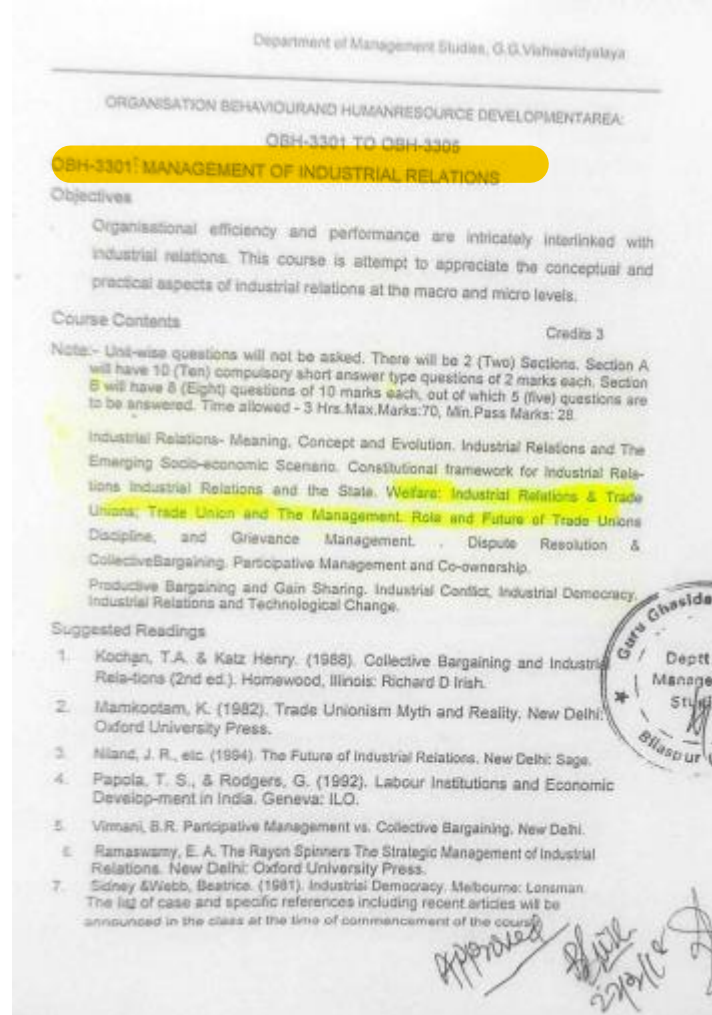 Department of Management Studies, G.G.Vishwavidyalaya
ORGANISATION BEHAVIOURAND HUMANRESOURCE DEVELOPMENTAREA:
OBH-3301 TO OBH-3305
OBH-3301: MANAGEMENT OF INDUSTRIAL RELATIONS
Objectives
Organisational efficiency and performance are intricately interlinked with
industrial relations. This course is attempt to appreciate the conceptual and
practical aspects of industrial relations at the macro and micro levels.
Course Contents
Credits 3
Note:- Unit-wise questions will not be asked. There will be 2 (Two) Sections. Section A
will have 10 (Ten) compulsory short answer type questions of 2 marks each. Section
B will have 8 (Eight) questions of 10 marks each, out of which 5 (five) questions are
to be answered. Time allowed - 3 Hrs.Max.Marks:70, Min.Pass Marks: 28.
Industrial Relations- Meaning, Concept and Evolution. Industrial Relations and The
Emerging Socio-economic Scenario. Constitutional framework for Industrial Rela-
tions Industrial Relations and the State. Welfare: Industrial Relations & Trade
Unions; Trade Union and The Management. Role and Future of Trade Unions
Discipline, and Grievance Management. . Dispute Resolution &
CollectiveBargaining. Participative Management and Co-ownership.
Productive Bargaining and Gain Sharing. Industrial Conflict, Industrial Democracy.
Industrial Relations and Technological Change.
Suggested Readings
1. Kochan, T.A. & Katz Henry. (1988). Collective Bargaining and Industrial
Rela-tions (2nd ed.). Homewood, Illinois: Richard D Irish.
2. Mamkootam, K. (1982). Trade Unionism Myth and Reality. New Delhi:
Oxford University Press.
3. Niland, J. R., etc. (1994). The Future of Industrial Relations. New Delhi: Sage.
4. Papola, T. S., & Rodgers, G. (1992). Labour Institutions and Economic
Develop-ment in India. Geneva: ILO.
5. Virmani, B.R. Participative Management vs. Collective Bargaining. New Delhi.
6. Ramaswamy, E. A. The Rayon Spinners The Strategic Management of Industrial
Relations. New Delhi: Oxford University Press.
7. Sidney &Webb, Beatrice. (1981). Industrial Democracy. Melbourne: Lonsman.
The list of case and specific references including recent articles will be
announced in the class at the time of commencement of the course
Guru Ghasida
Deptt
Manage
Bilaspur
Approved